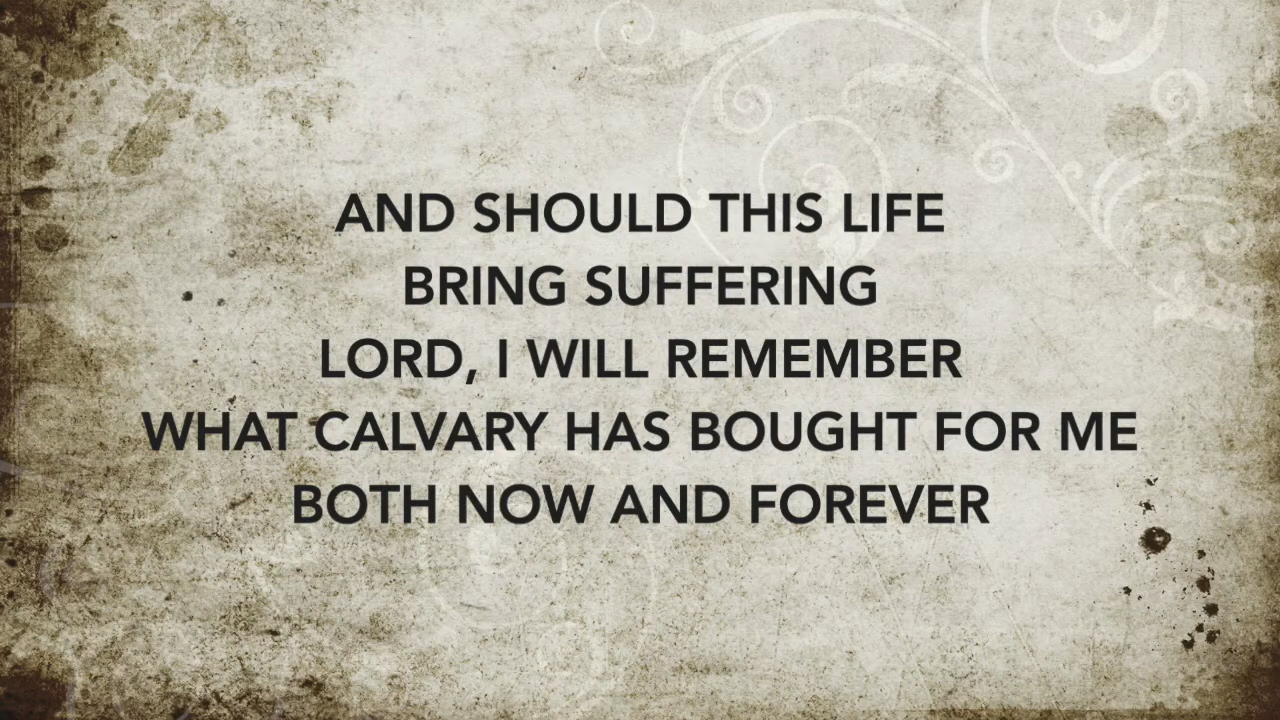 AND SHOULD THIS LIFE
BRING SUFFERING
LORD, I WILL REMEMBER
WHAT CALVARY HAS BOUGHT FOR ME
BOTH NOW AND FOREVER